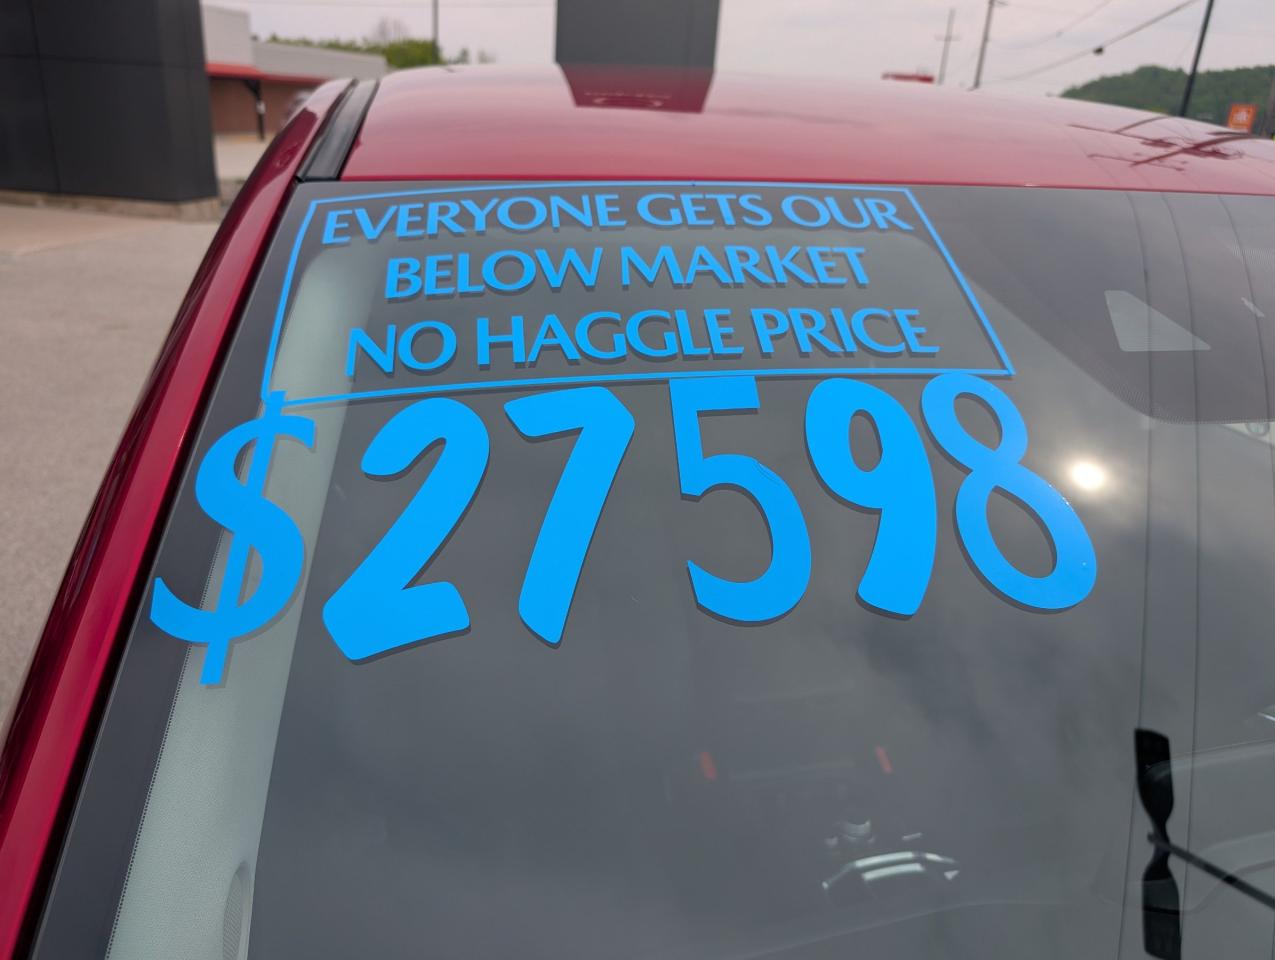 EVERYONE GETS OUR
BELOW MARKET
NO HAGGLE PRICE
$27598